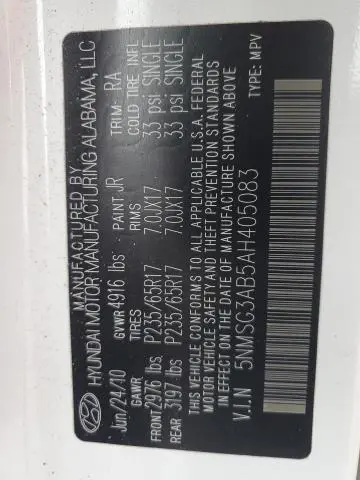 MANUFACTURED BY
HYUNDAI MOTOR MANUFACTURING ALABAMA, LLC
Jun/24/10 GVWR 4916 lbs PAINT JR TRIM: RA
GAWR TIRES RIMS COLD TIRE INFL
FRONT 2976 lbs. P235/65R17 7.0JX17 33 psi SINGLE
REAR 3197 lbs P235/65R17 7.0JX17 33 psi SINGLE
THIS VEHICLE CONFORMS TO ALL APPLICABLE U.S.A. FEDERAL
MOTOR VEHICLE SAFETY AND THEFT PREVENTION STANDARDS
IN EFFECT ON THE DATE OF MANUFACTURE SHOWN ABOVE
V.I.N 5NMSG3AB5AH405083 TYPE: MPV